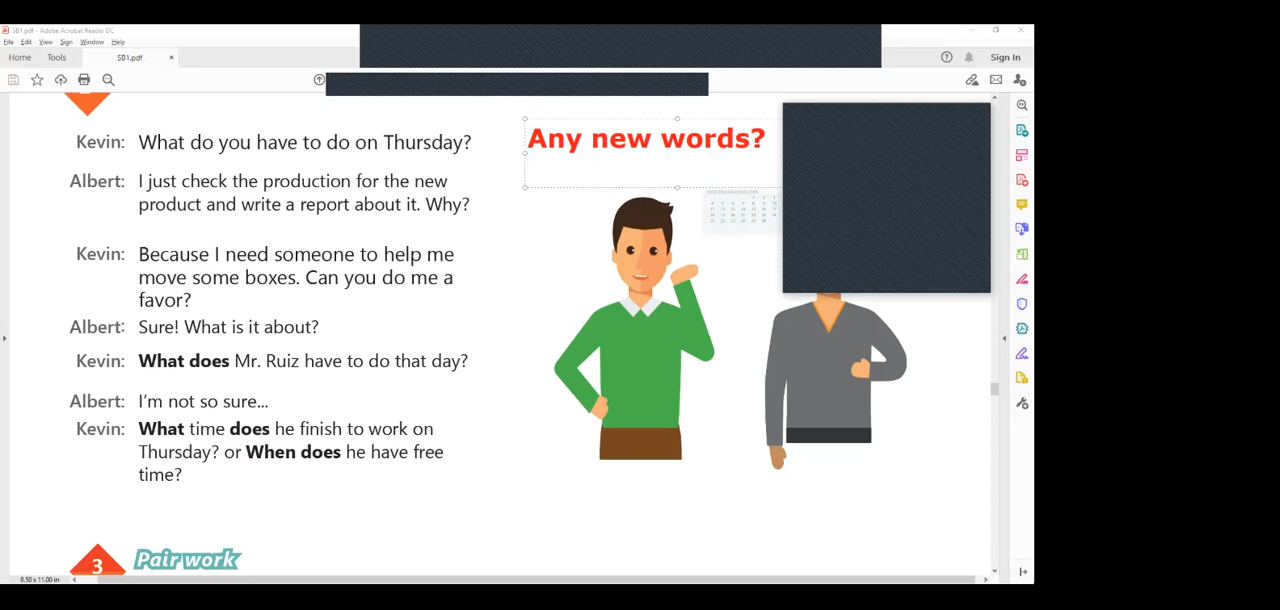 SB1.pdf - Adobe Acrobat Reader DC
File Edit View Sign Window Help
Home Tools SB1.pdf × Sign In
Kevin: What do you have to do on Thursday?
Any new words?
Albert: I just check the production for the new
product and write a report about it. Why?
Kevin: Because I need someone to help me
move some boxes. Can you do me a
favor?
Albert: Sure! What is it about?
Kevin: What does Mr. Ruiz have to do that day?
Albert: I'm not so sure...
Kevin: What time does he finish to work on
Thursday? or When does he have free
time?
3 Pair work
8.50 x 11.00 in